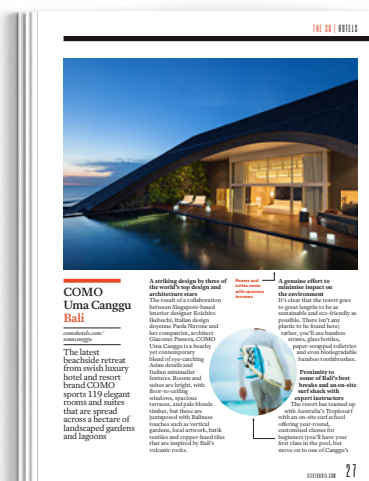 THE SG | HOTELS
COMO
Uma Canggu
Bali
comohotels.com/
umacanggu
The latest
beachside retreat
from swish luxury
hotel and resort
brand COMO
sports 119 elegant
rooms and suites
that are spread
across a hectare of
landscaped gardens
and lagoons
A striking design by three of
the world's top design and
architecture stars
The result of a collaboration
between Singapore-based
interior designer Koichiro
Ikebuchi, Italian design
doyenne Paola Navone and
her compatriot, architect
Giacomo Passera, COMO
Uma Canggu is a beachy
yet contemporary
blend of eye-catching
Asian details and
Italian minimalist
features. Rooms and
suites are bright, with
floor-to-ceiling
windows, spacious
terraces, and pale blonde
timber, but these are
juxtaposed with Balinese
touches such as vertical
gardens, local artwork, batik
textiles and copper-hued tiles
that are inspired by Bali's
volcanic rocks.
Rooms and
suites come
with spacious
terraces
A genuine effort to
minimise impact on
the environment
It's clear that the resort goes
to great lengths to be as
sustainable and eco-friendly as
possible. There isn't any
plastic to be found here;
rather, you'll see bamboo
straws, glass bottles,
paper-wrapped toiletries
and even biodegradable
bamboo toothbrushes.
Proximity to
some of Bali's best
breaks and an on-site
surf shack with
expert instructors
The resort has teamed up
with Australia's Tropicsurf
with an on-site surf school
offering year-round,
customised classes for
beginners (you'll have your
first class in the pool, but
move on to one of Canggu's
SILVERKRIS.COM 27